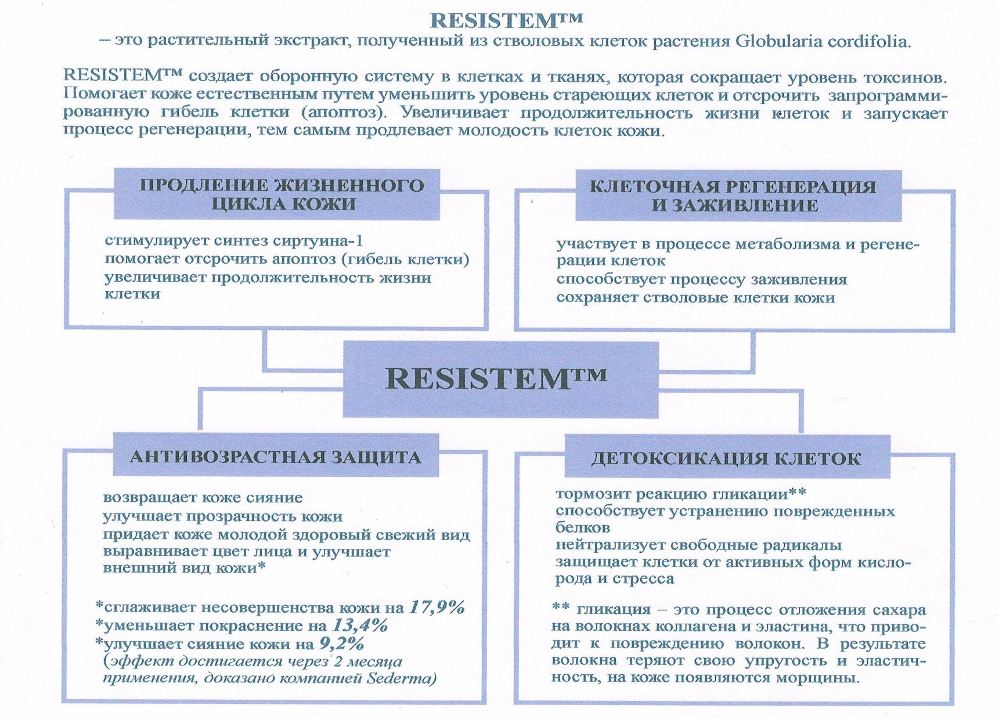 RESISTEM™
– это растительный экстракт, полученный из стволовых клеток растения Globularia cordifolia.
RESISTEM™ создает оборонную систему в клетках и тканях, которая сокращает уровень токсинов.
Помогает коже естественным путем уменьшить уровень стареющих клеток и отсрочить запрограмми-
рованную гибель клетки (апоптоз). Увеличивает продолжительность жизни клеток и запускает
процесс регенерации, тем самым продлевает молодость клеток кожи.
ПРОДЛЕНИЕ ЖИЗНЕННОГО
ЦИКЛА КОЖИ
стимулирует синтез сиртуина-1
помогает отсрочить апоптоз (гибель клетки)
увеличивает продолжительность жизни
клетки
КЛЕТОЧНАЯ РЕГЕНЕРАЦИЯ
И ЗАЖИВЛЕНИЕ
участвует в процессе метаболизма и регене-
рации клеток
способствует процессу заживления
сохраняет стволовые клетки кожи
RESISTEM™
АНТИВОЗРАСТНАЯ ЗАЩИТА
возвращает коже сияние
улучшает прозрачность кожи
придает коже молодой здоровый свежий вид
выравнивает цвет лица и улучшает
внешний вид кожи*
*сглаживает несовершенства кожи на 17,9%
*уменьшает покраснение на 13,4%
*улучшает сияние кожи на 9,2%
(эффект достигается через 2 месяца
применения, доказано компанией Sederma)
ДЕТОКСИКАЦИЯ КЛЕТОК
тормозит реакцию гликации**
способствует устранению поврежденных
белков
нейтрализует свободные радикалы
защищает клетки от активных форм кисло-
рода и стресса
** гликация – это процесс отложения сахара
на волокнах коллагена и эластина, что приво-
дит к повреждению волокон. В результате
волокна теряют свою упругость и эластич-
ность, на коже появляются морщины.